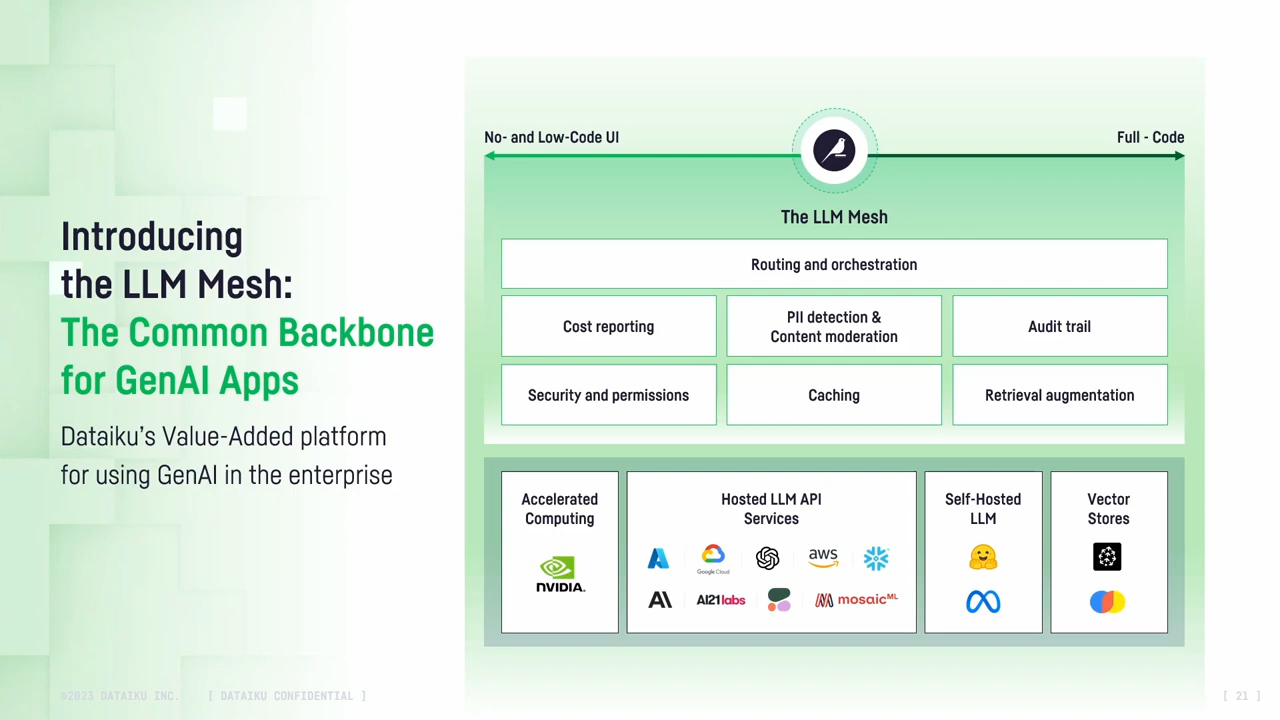 Introducing
the LLM Mesh:
The Common Backbone
for GenAI Apps
Dataiku’s Value-Added platform
for using GenAI in the enterprise
No- and Low-Code UI
Full - Code
The LLM Mesh
Routing and orchestration
Cost reporting
PII detection &
Content moderation
Audit trail
Security and permissions
Caching
Retrieval augmentation
Accelerated
Computing
NVIDIA.
Hosted LLM API
Services
Google Cloud
aws
AI21labs
mosaicML
Self-Hosted
LLM
Vector
Stores
©2023 DATAIKU INC.
[ DATAIKU CONFIDENTIAL ]
[ 21 ]